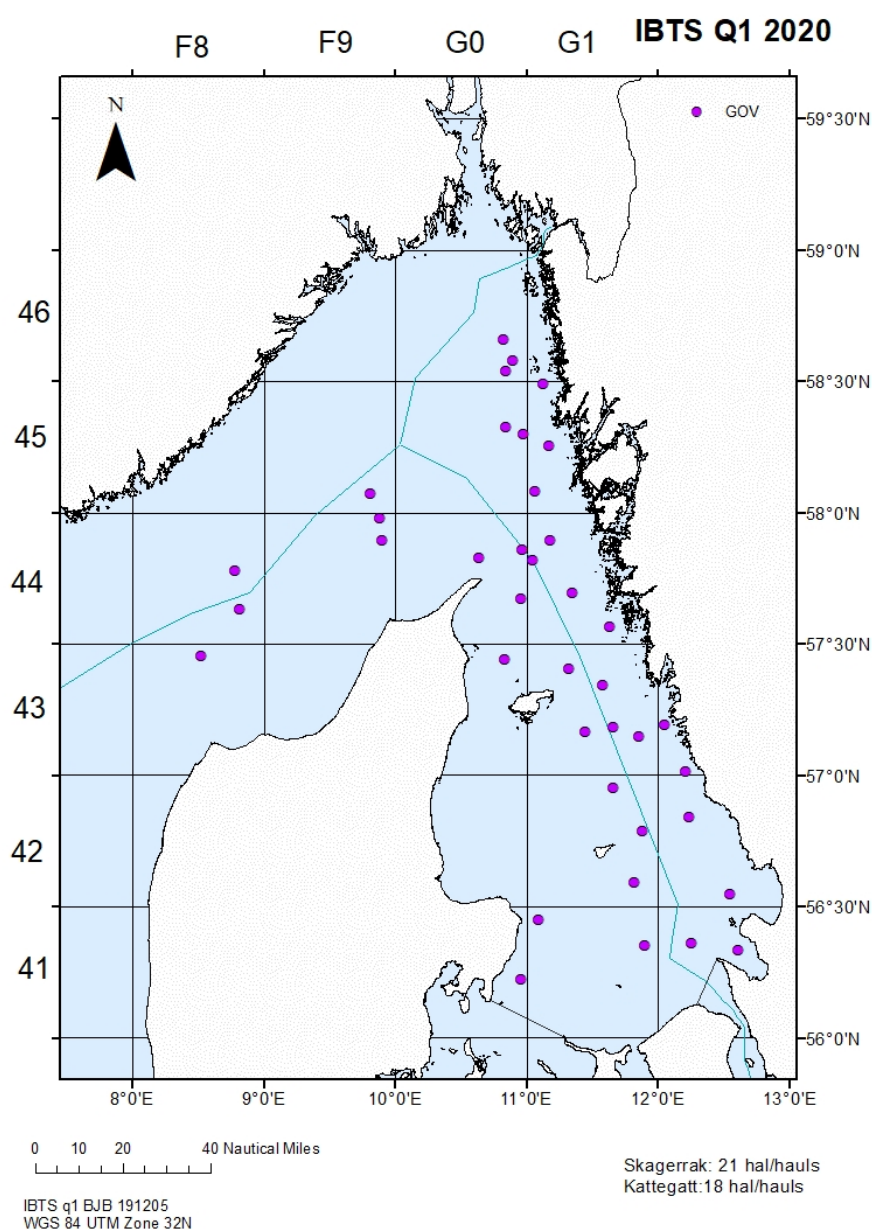 IBTS Q1 2020
F8 F9 G0 G1
N
GOV
59°30'N
59°0'N
46
58°30'N
45
58°0'N
44
57°30'N
43
57°0'N
42
56°30'N
41
56°0'N
8°0'E 9°0'E 10°0'E 11°0'E 12°0'E 13°0'E
0 10 20 40 Nautical Miles
Skagerrak: 21 hal/hauls
Kattegatt:18 hal/hauls
IBTS q1 BJB 191205
WGS 84 UTM Zone 32N